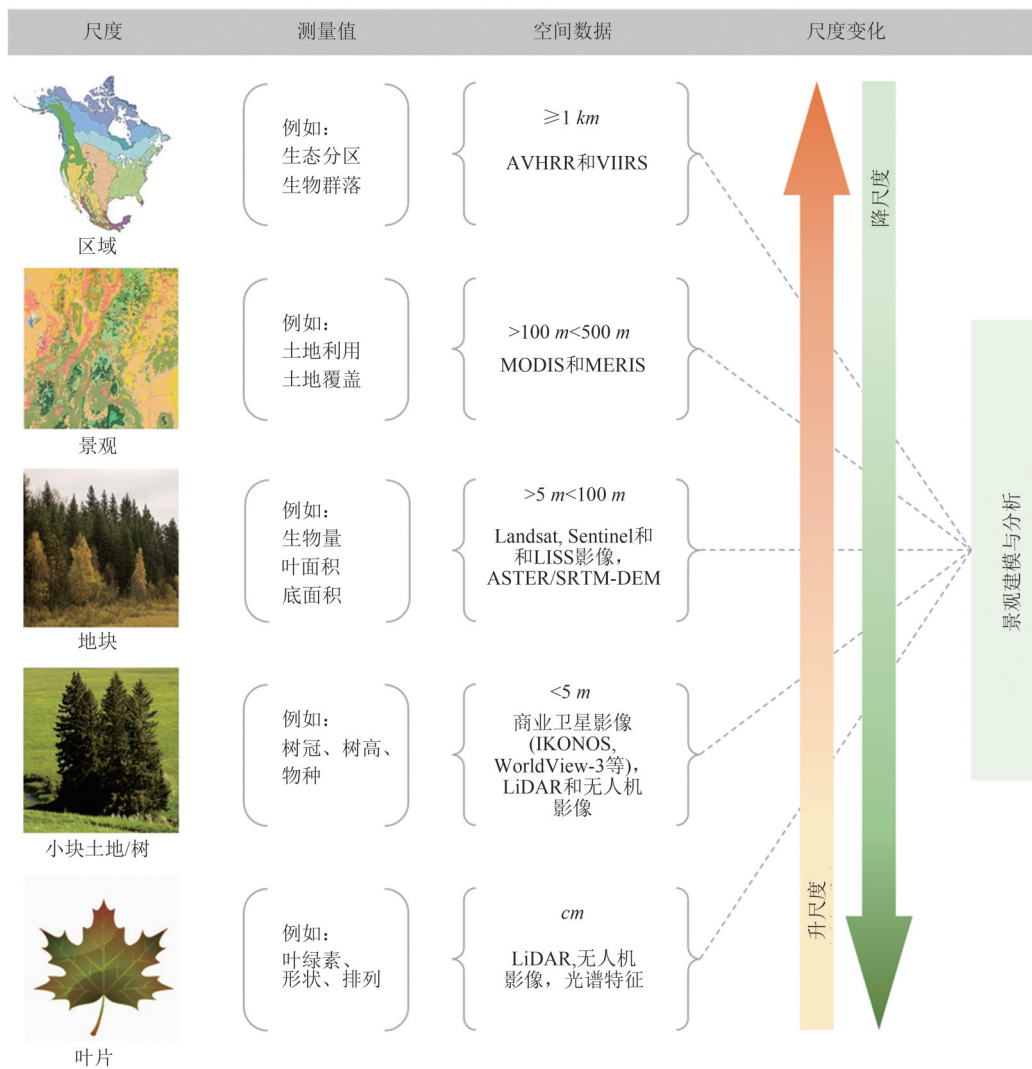 尺度 测量值 空间数据 尺度变化
例如：
生态分区
生物群落
≥1 km
AVHRR和VIIRS
区域
例如：
土地利用
土地覆盖
>100 m<500 m
MODIS和MERIS
景观
例如：
生物量
叶面积
底面积
>5 m<100 m
Landsat, Sentinel和
和LISS影像，
ASTER/SRTM-DEM
地块
例如：
树冠、树高、
物种
<5 m
商业卫星影像
(IKONOS,
WorldView-3等)，
LiDAR和无人机
影像
小块土地/树
例如：
叶绿素、
形状、排列
cm
LiDAR,无人机
影像，光谱特征
叶片
升尺度
降尺度
景观建模与分析